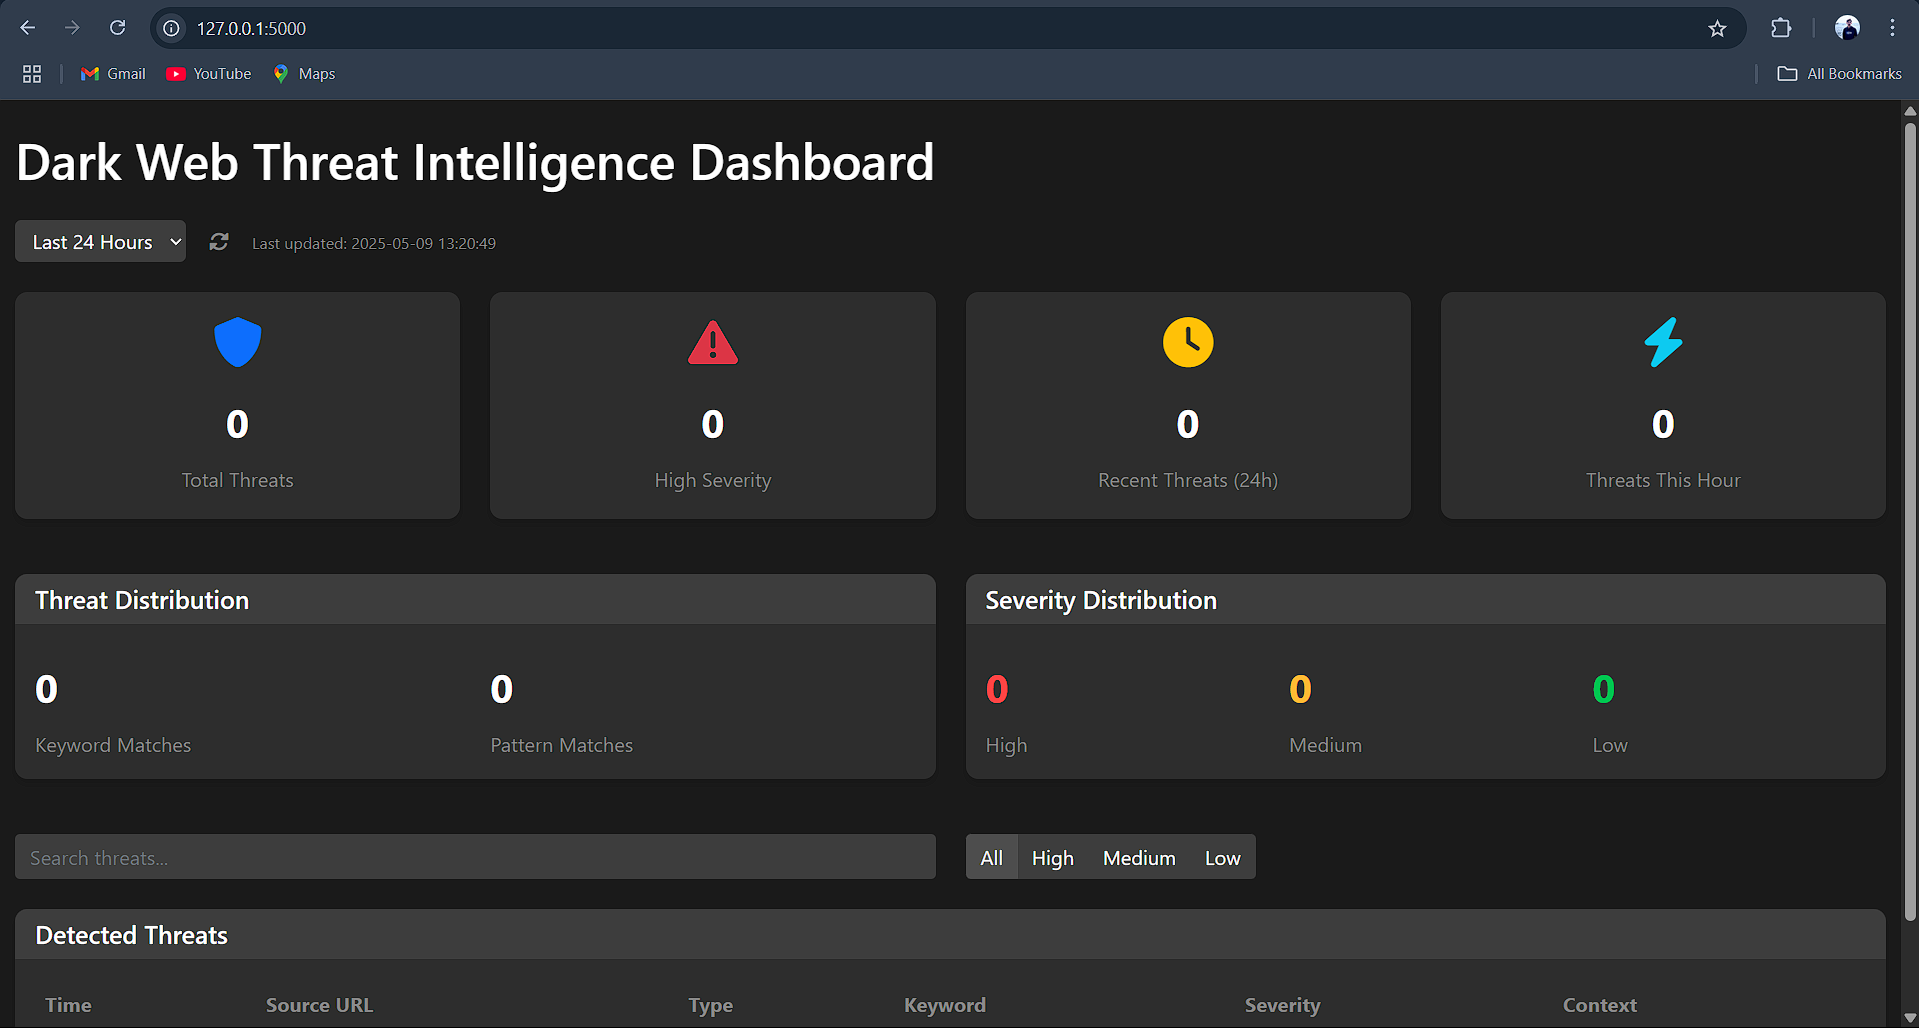 127.0.0.1:5000
Gmail YouTube Maps All Bookmarks
Dark Web Threat Intelligence Dashboard
Last 24 Hours Last updated: 2025-05-09 13:20:49
0 0 0 0
Total Threats High Severity Recent Threats (24h) Threats This Hour
Threat Distribution Severity Distribution
0 0 0 0 0
Keyword Matches Pattern Matches High Medium Low
Search threats... All High Medium Low
Detected Threats
Time Source URL Type Keyword Severity Context